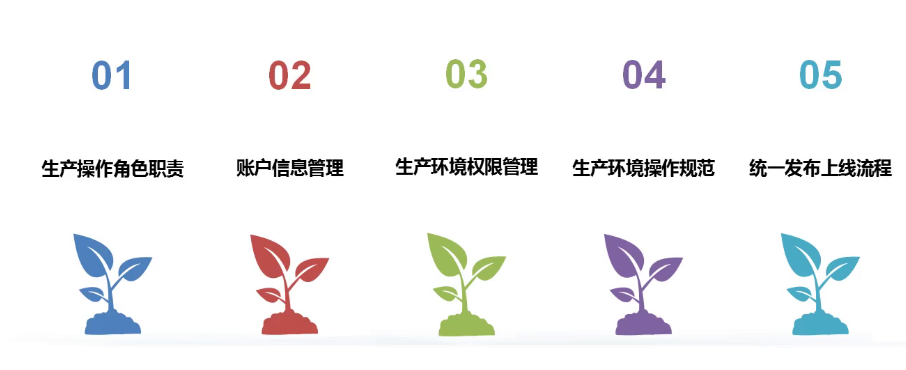 01
02
03
04
05
生产操作角色职责
账户信息管理
生产环境权限管理
生产环境操作规范
统一发布上线流程